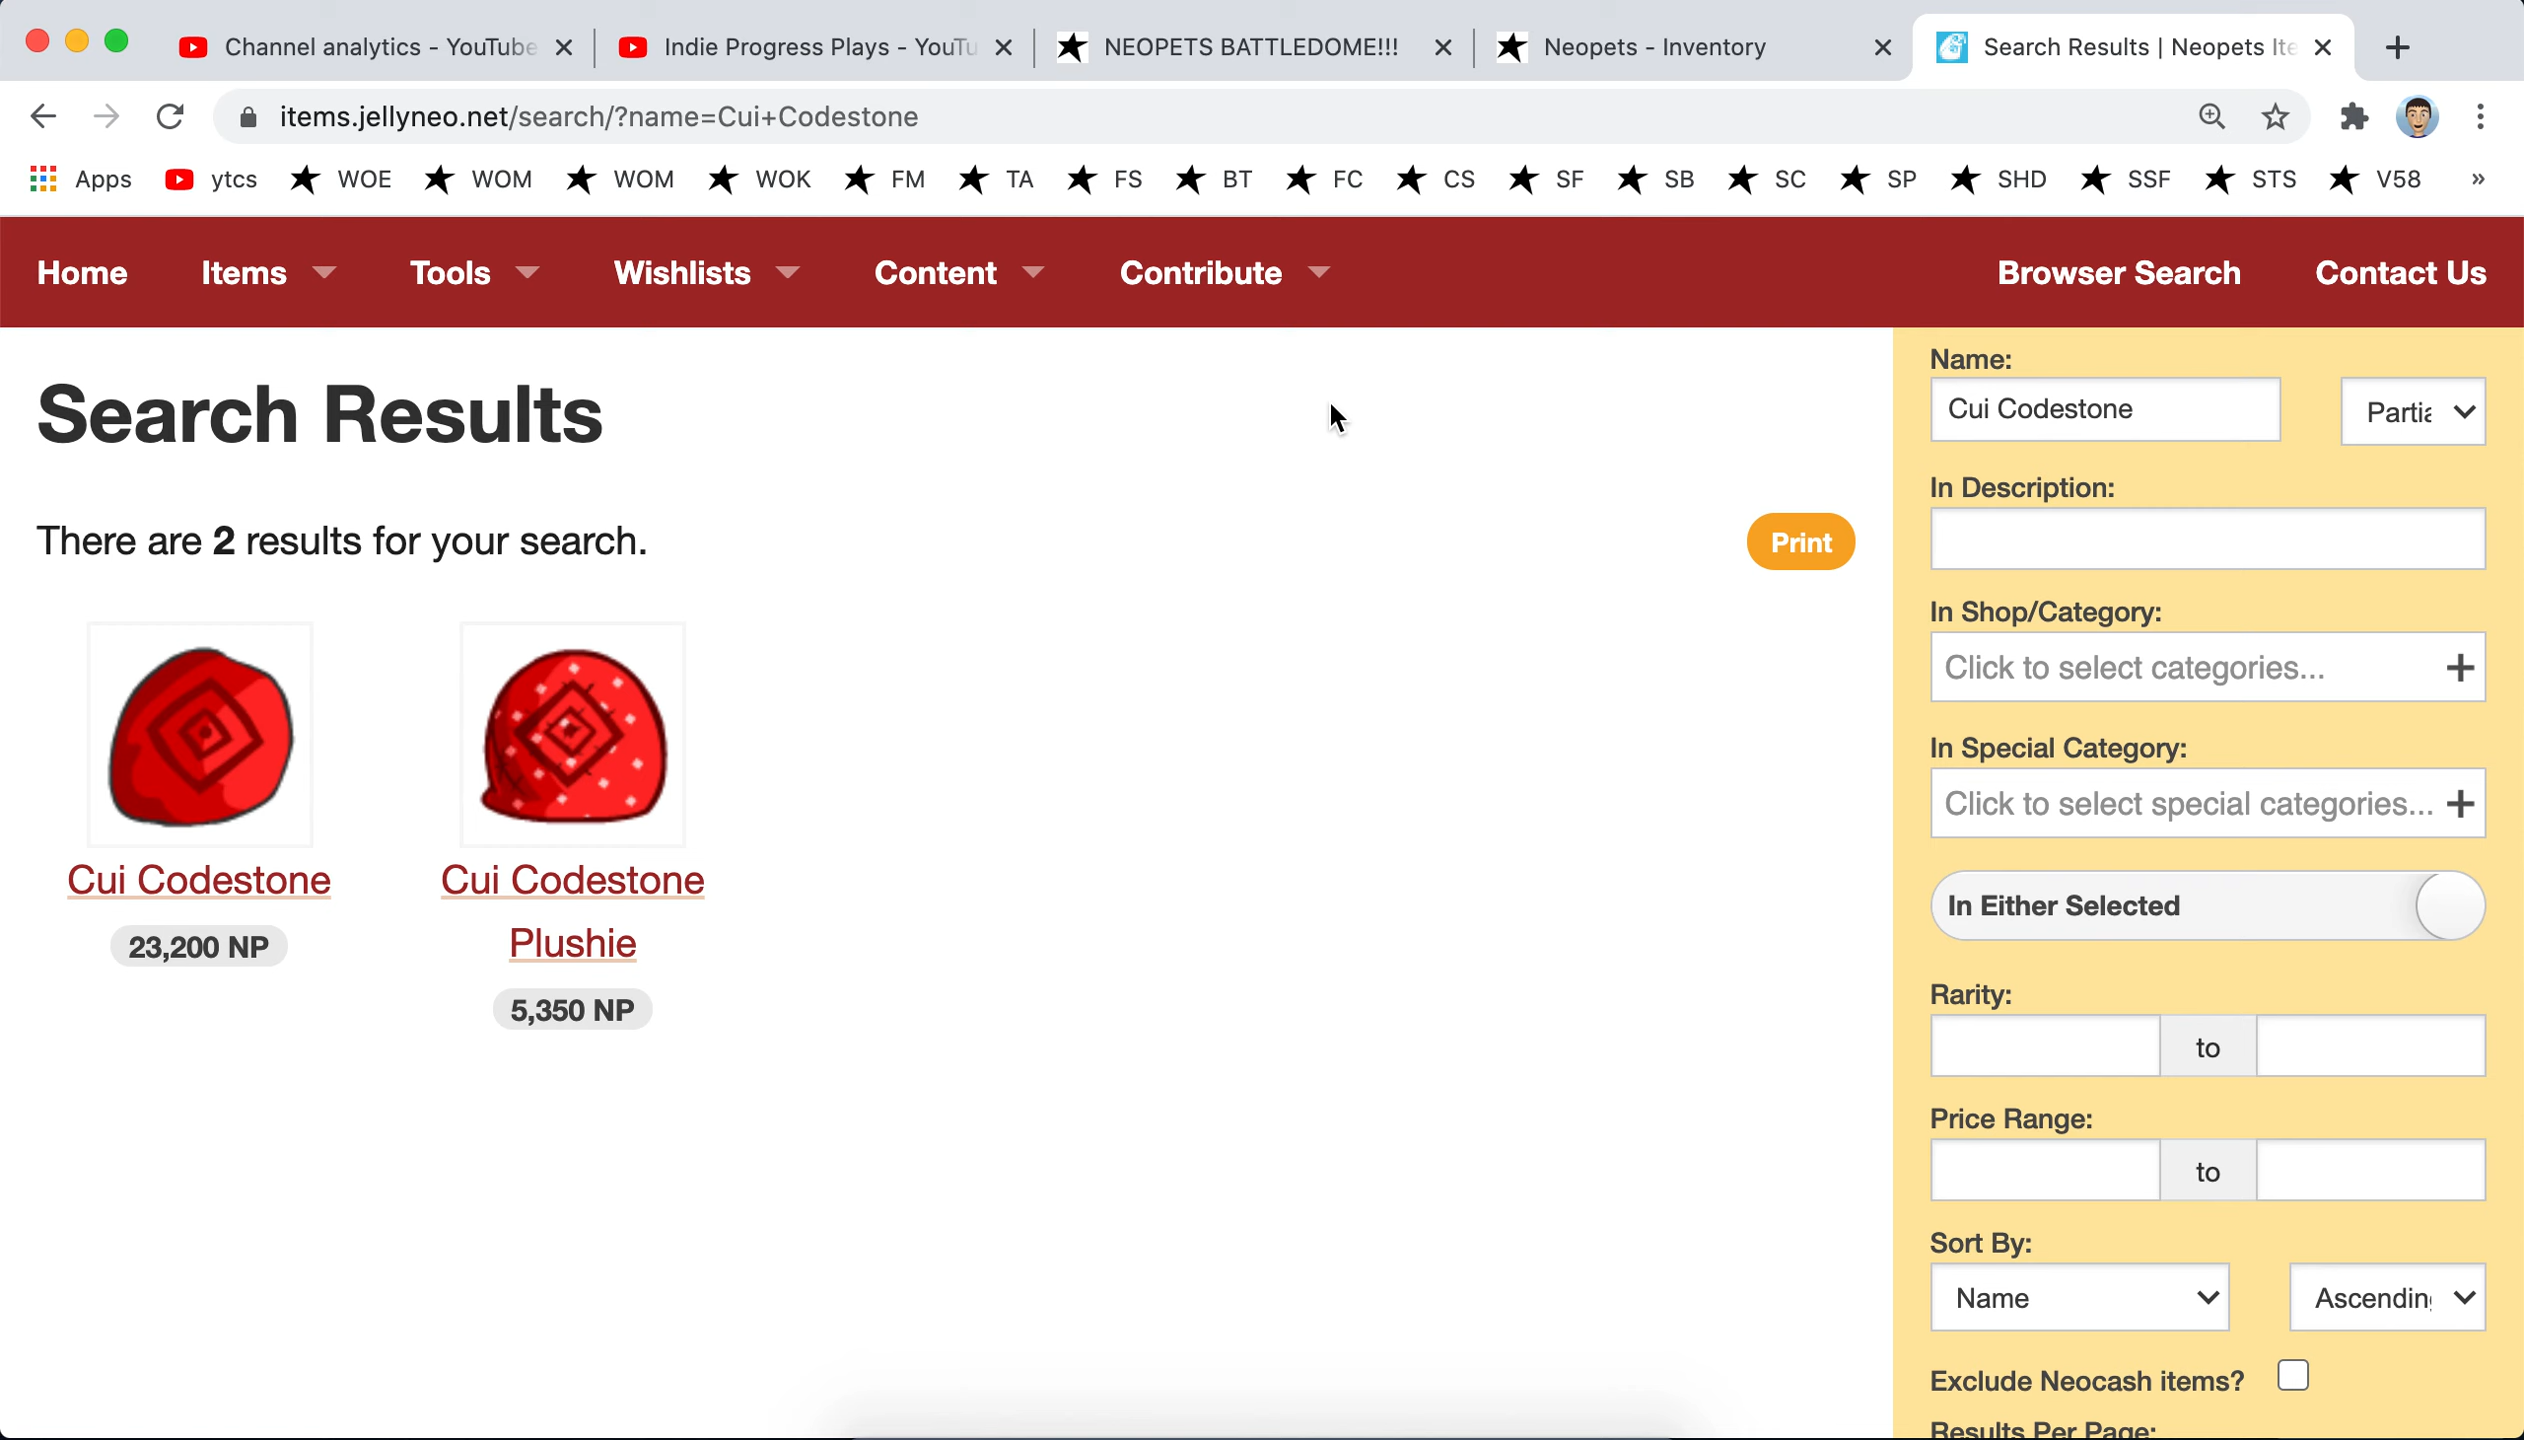 Channel analytics - YouTube
Indie Progress Plays - YouTu
NEOPETS BATTLEDOME!!!
Neopets - Inventory
Search Results | Neopets Ite
items.jellyneo.net/search/?name=Cui+Codestone
Apps ytcs WOE WOM WOM WOK FM TA FS BT FC CS SF SB SC SP SHD SSF STS V58 »
Home Items Tools Wishlists Content Contribute Browser Search Contact Us
Search Results
There are 2 results for your search.
Print
Cui Codestone
23,200 NP
Cui Codestone
Plushie
5,350 NP
Name:
Cui Codestone
Partia
In Description:
In Shop/Category:
Click to select categories...
In Special Category:
Click to select special categories...
In Either Selected
Rarity:
to
Price Range:
to
Sort By:
Name
Ascending
Exclude Neocash items?
Results Per Page: